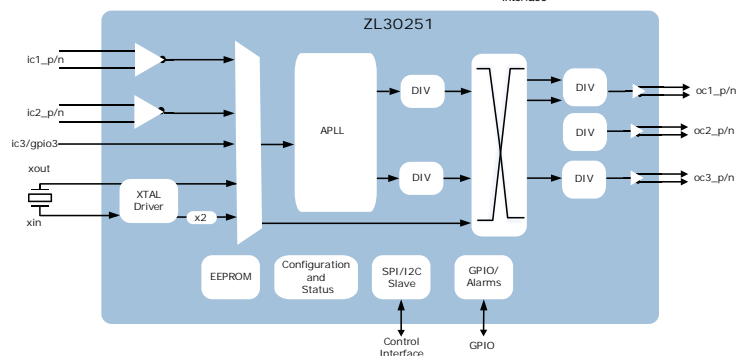 Interface
ZL30251
ic1_p/n
ic2_p/n
ic3/gpio3
xout
xin
XTAL
Driver
x2
APLL
DIV
DIV
DIV
DIV
DIV
oc1_p/n
oc2_p/n
oc3_p/n
EEPROM
Configuration
and
Status
SPI/I2C
Slave
GPIO/
Alarms
Control
Interface
GPIO